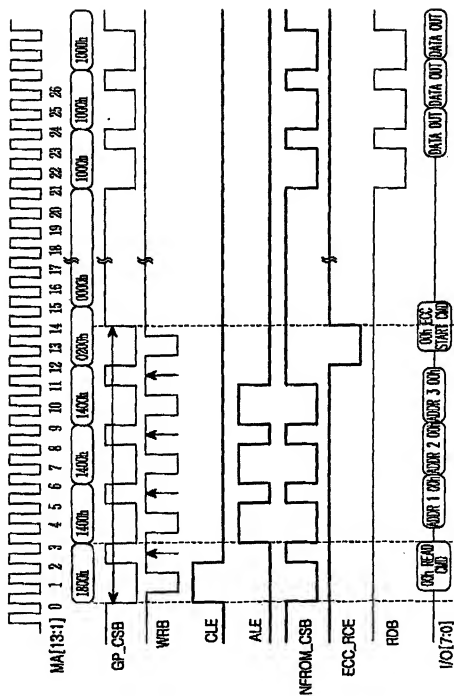 0 1 2 3 4 5 6 7 8 9 10 11 12 13 14 15 16 17 18 19 20 21 22 23 24 25 26
MA[13:1] 1800h 1400h 1400h 1400h 0200h 0000h 1000h 1000h 1000h
GP_CSB
WRB
CLE
ALE
NFROM_CSB
ECC_RCE
RDB
I/O[7:0] 00h READ CMD ADDR 1 00h ADDR 2 00h ADDR 3 00h 00h ECC START CMD DATA OUT DATA OUT DATA OUT